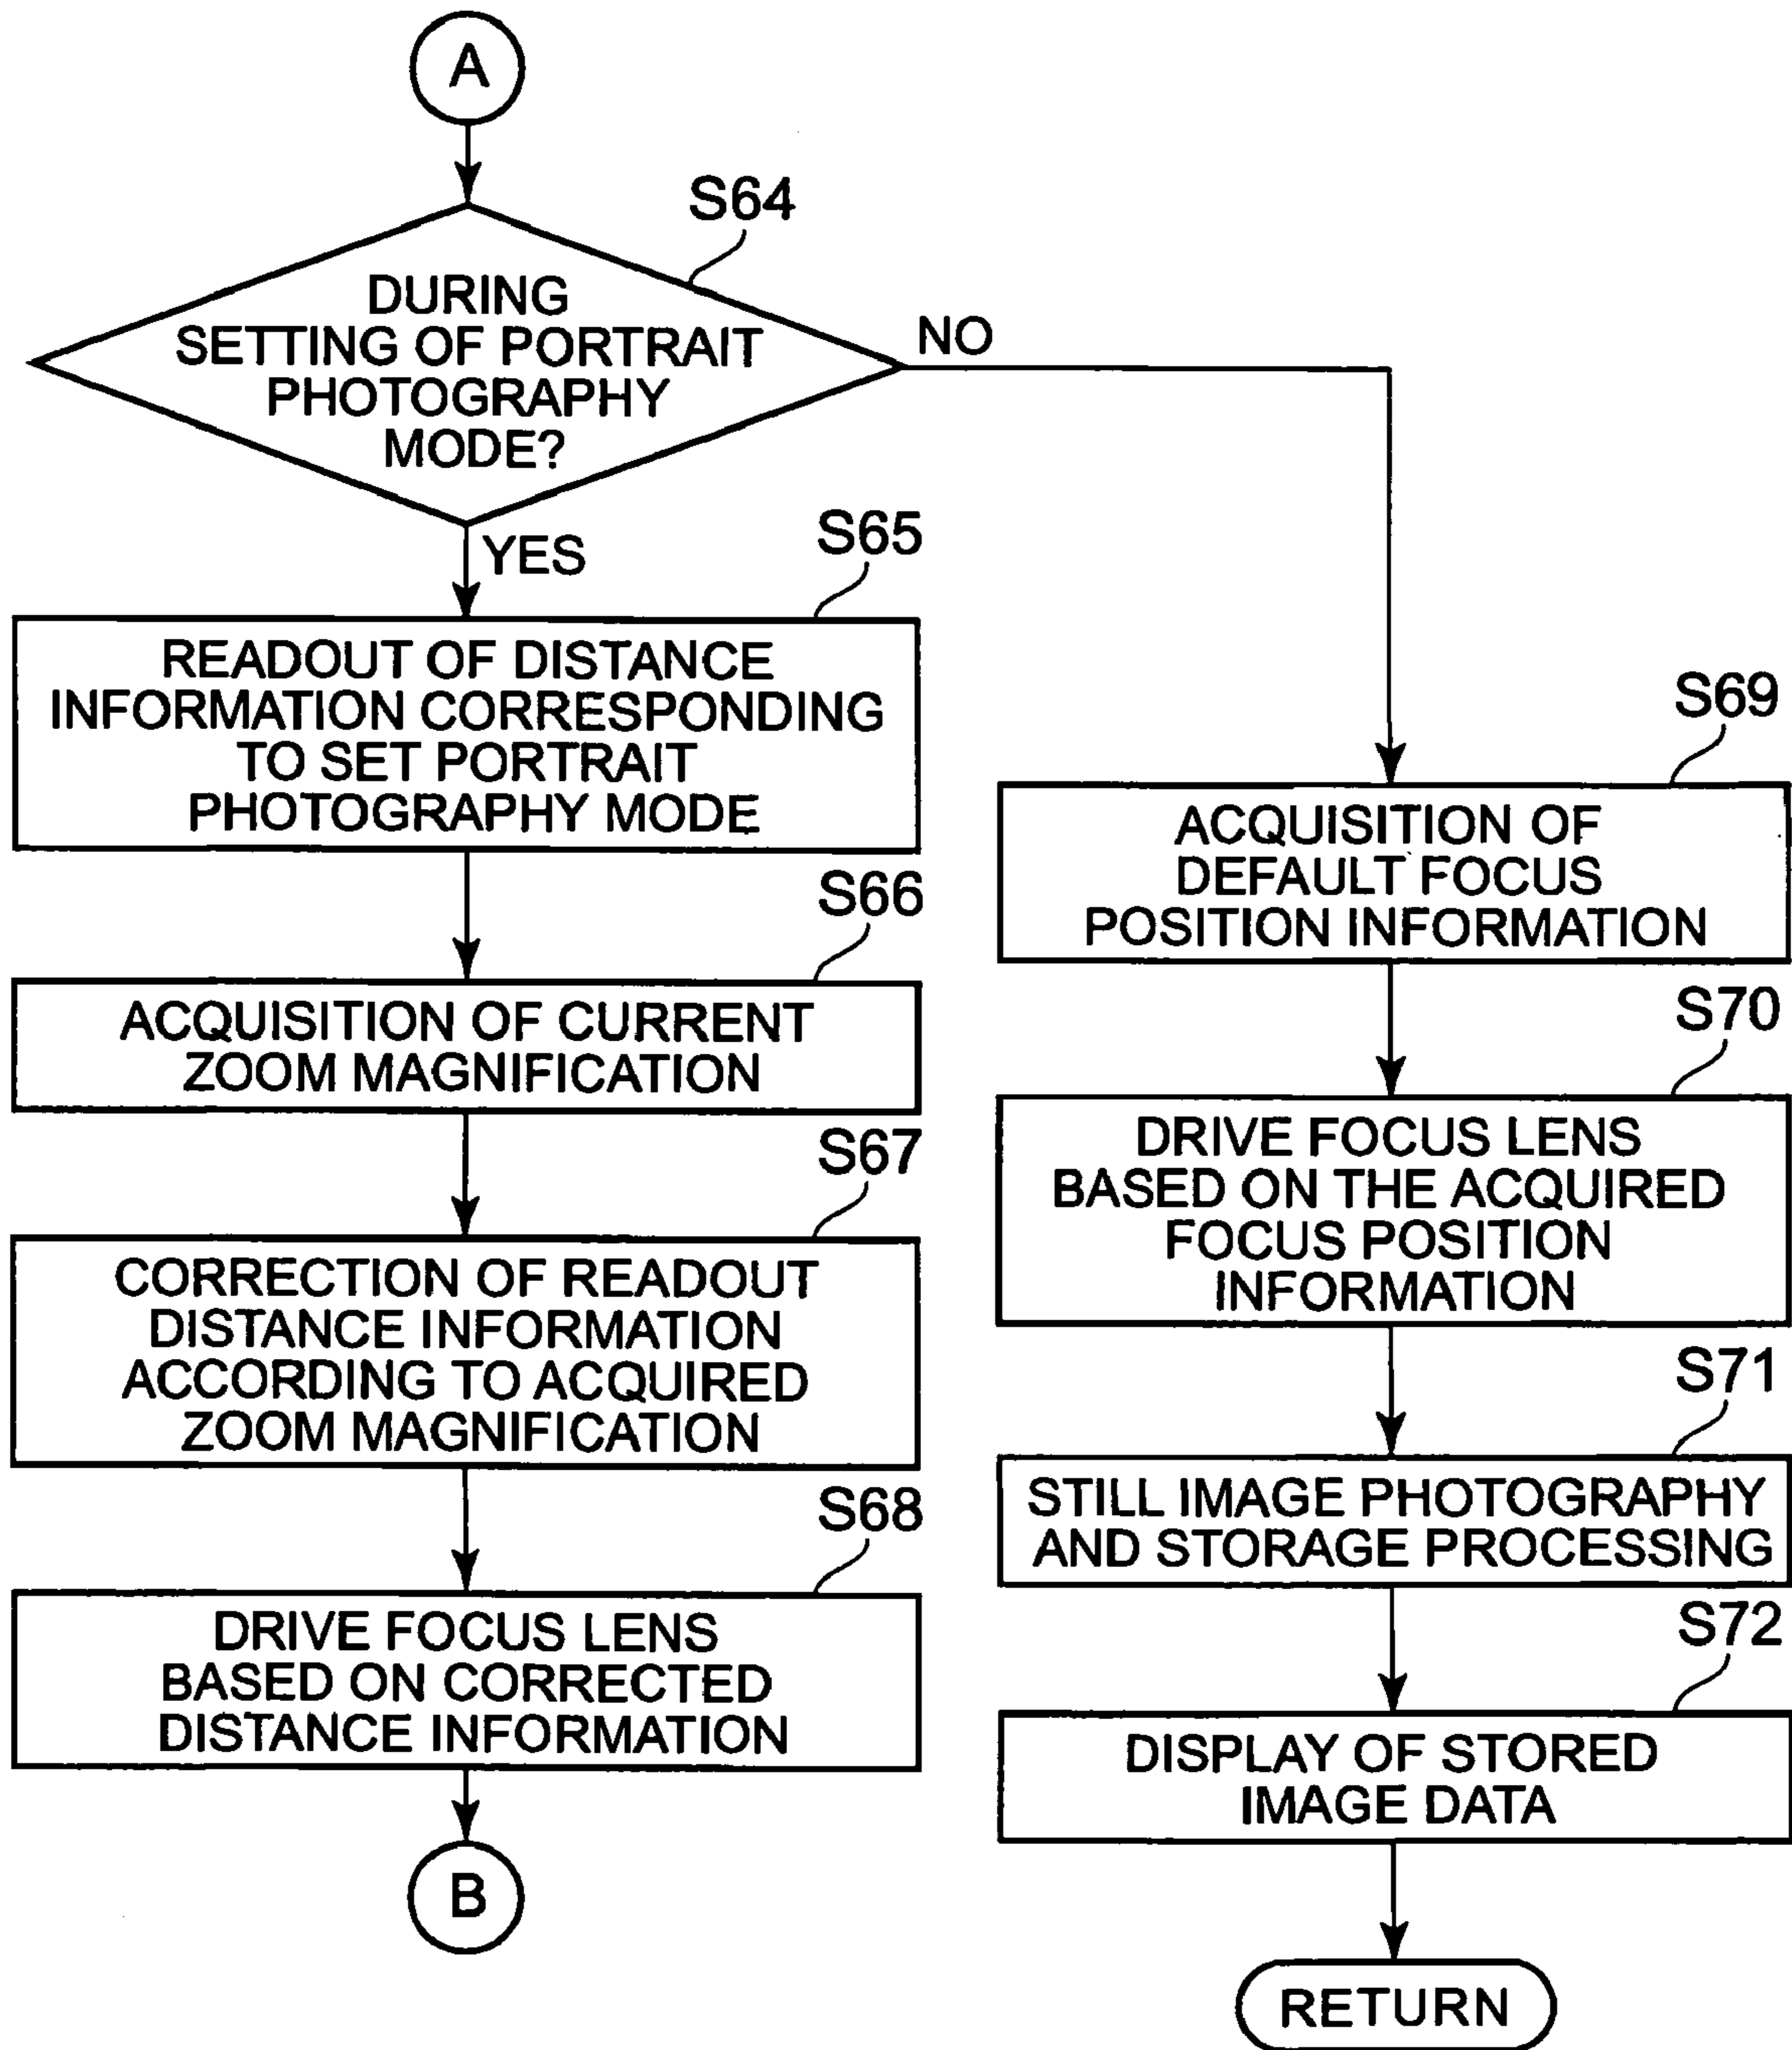 A
S64
DURING
SETTING OF PORTRAIT
PHOTOGRAPHY
MODE?
NO
YES
S65
READOUT OF DISTANCE
INFORMATION CORRESPONDING
TO SET PORTRAIT
PHOTOGRAPHY MODE
S66
ACQUISITION OF CURRENT
ZOOM MAGNIFICATION
S67
CORRECTION OF READOUT
DISTANCE INFORMATION
ACCORDING TO ACQUIRED
ZOOM MAGNIFICATION
S68
DRIVE FOCUS LENS
BASED ON CORRECTED
DISTANCE INFORMATION
B
S69
ACQUISITION OF
DEFAULT FOCUS
POSITION INFORMATION
S70
DRIVE FOCUS LENS
BASED ON THE ACQUIRED
FOCUS POSITION
INFORMATION
S71
STILL IMAGE PHOTOGRAPHY
AND STORAGE PROCESSING
S72
DISPLAY OF STORED
IMAGE DATA
RETURN